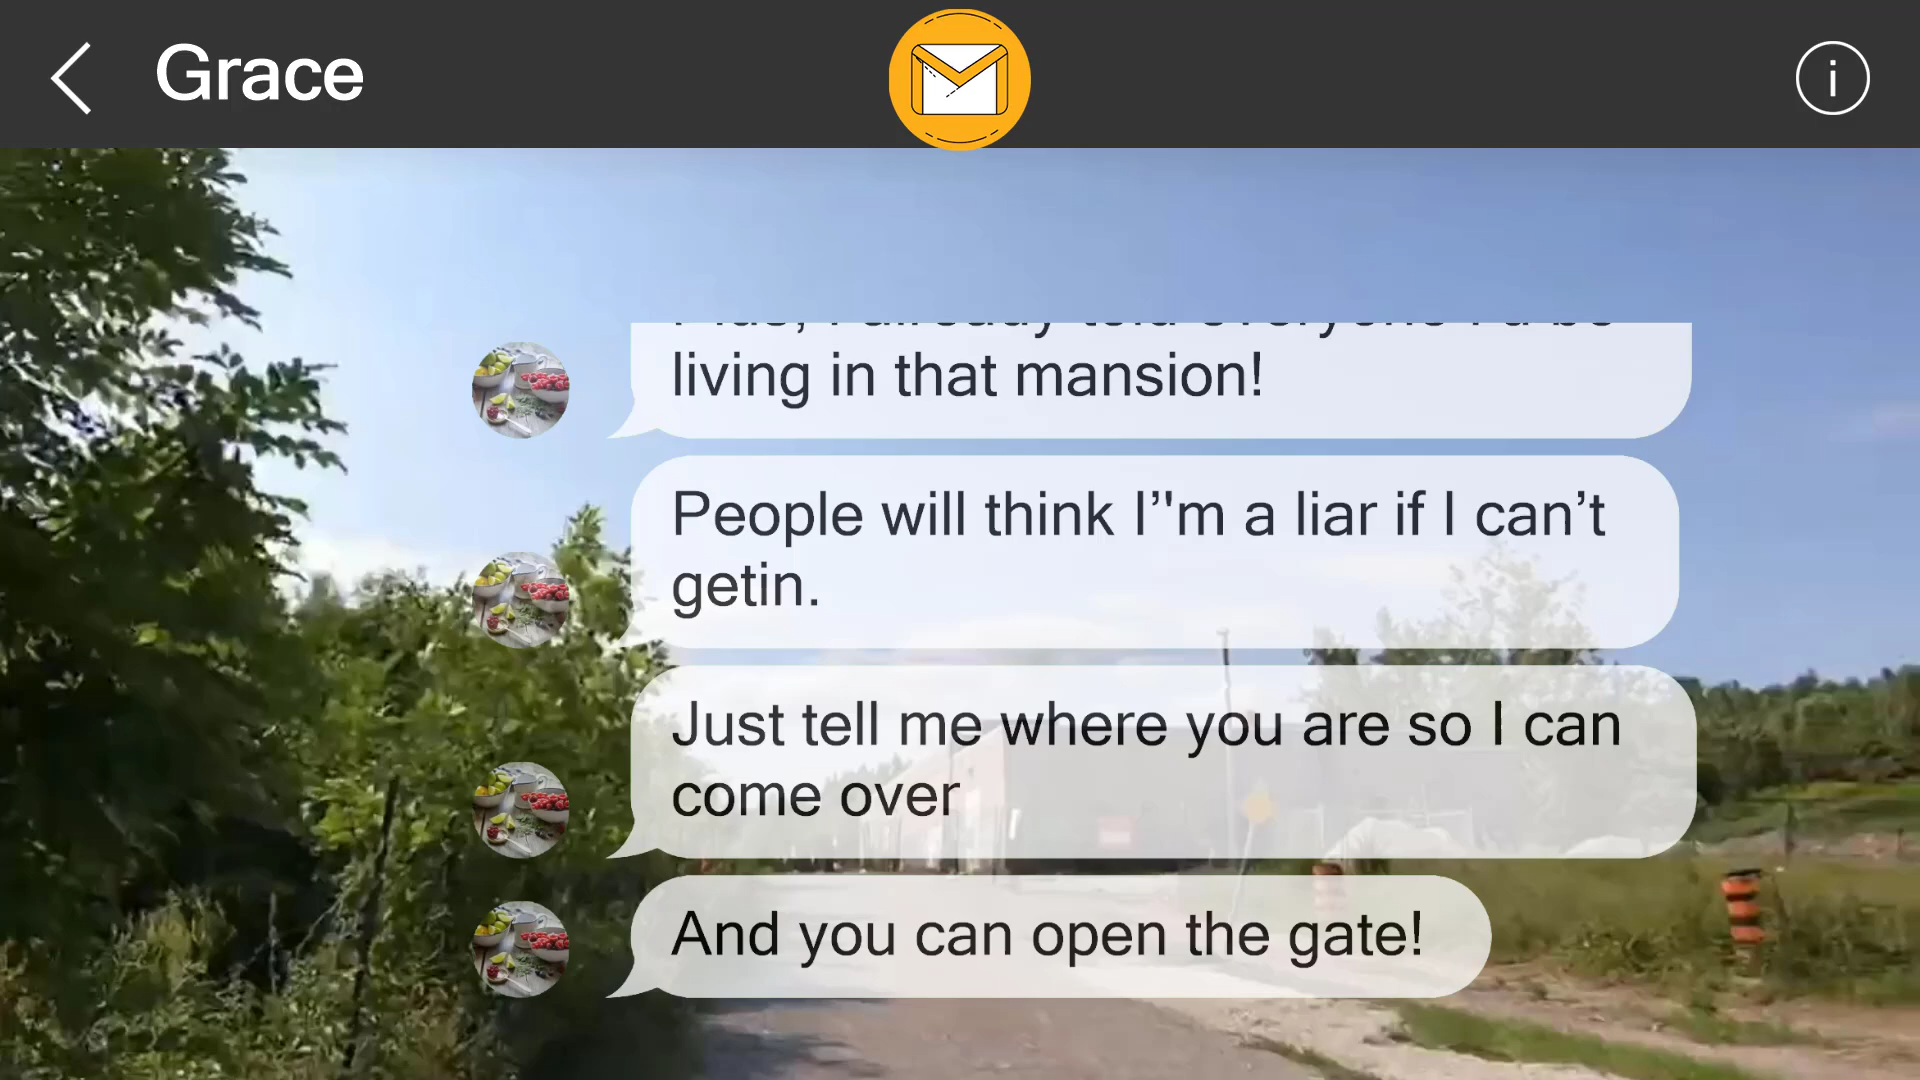 Grace
i
living in that mansion!
People will think I’'m a liar if I can’t
getin.
Just tell me where you are so I can
come over
And you can open the gate!